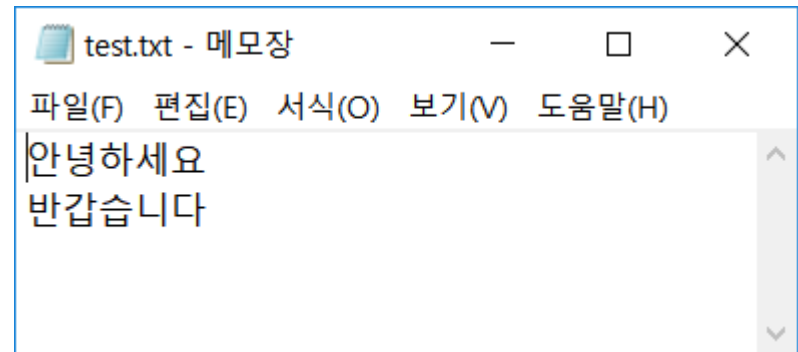 test.txt - 메모장
파일(F) 편집(E) 서식(O) 보기(V) 도움말(H)
안녕하세요
반갑습니다